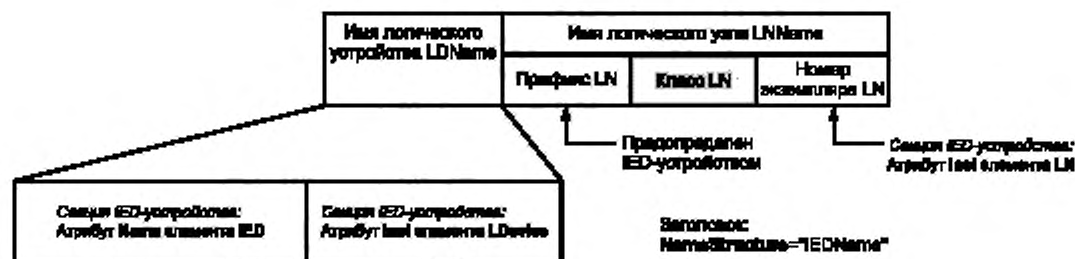 Имя логического
устройства LDName
Имя логического узла LNName
Префикс LN
Класс LN
Номер
экземпляра LN
Предопределен
IED-устройством
Секция IED-устройства:
Атрибут inst элемента LN
Секция IED-устройства:
Атрибут Name элемента IED
Секция IED-устройства:
Атрибут inst элемента LDevice
Заголовок:
NameStructure="IEDName"